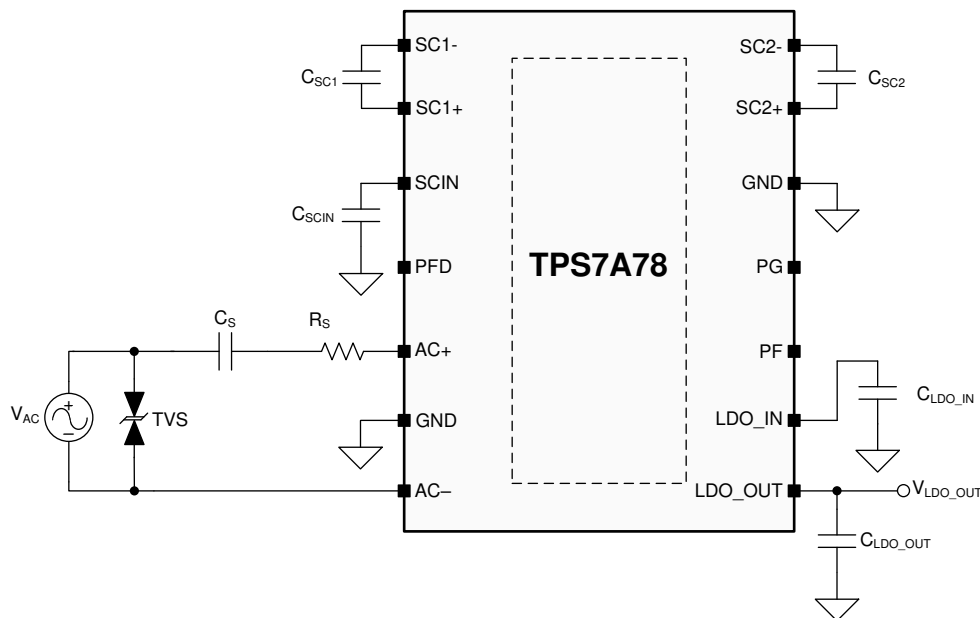 SC1-
SC2-
C_SC1
C_SC2
SC1+
SC2+
SCIN
GND
C_SCIN
TPS7A78
PFD
PG
C_S
R_S
AC+
PF
C_LDO_IN
V_AC
+
–
TVS
GND
LDO_IN
AC–
LDO_OUT
V_LDO_OUT
C_LDO_OUT